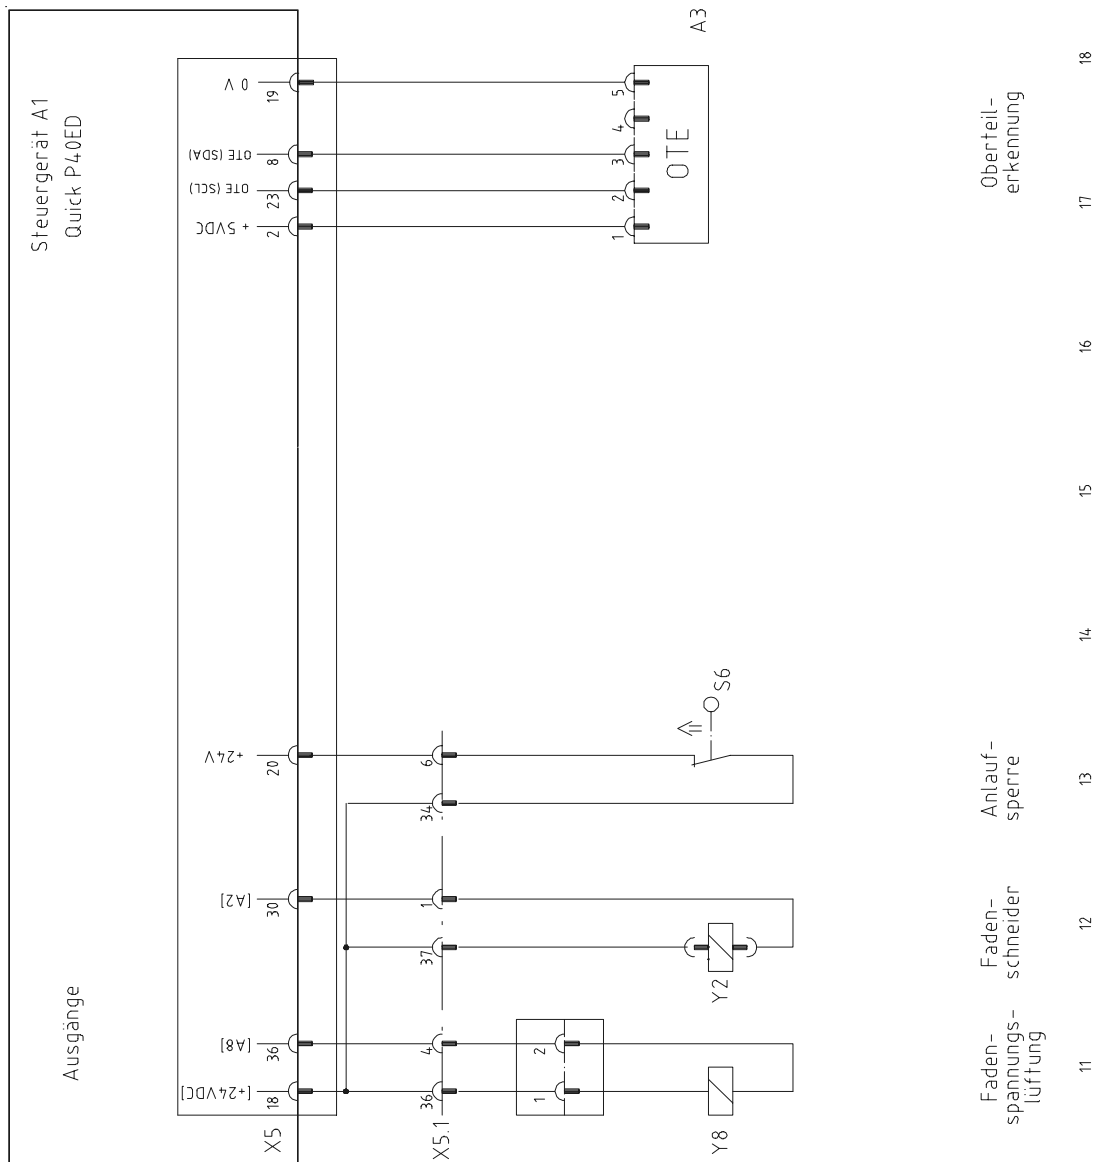 Steuergerät A1
Quick P40ED
Ausgänge
X5
18
[+24VDC]
36
[A8]
30
[A2]
20
+24V
2
+ 5VDC
23
OTE (SCL)
8
OTE (SDA)
19
0 V
X5.1
36
4
37
1
34
6
1
2
1
2
3
4
5
OTE
A3
Y8
Y2
S6
Faden-
spannungs-
lüftung
Faden-
schneider
Anlauf-
sperre
Oberteil-
erkennung
11
12
13
14
15
16
17
18